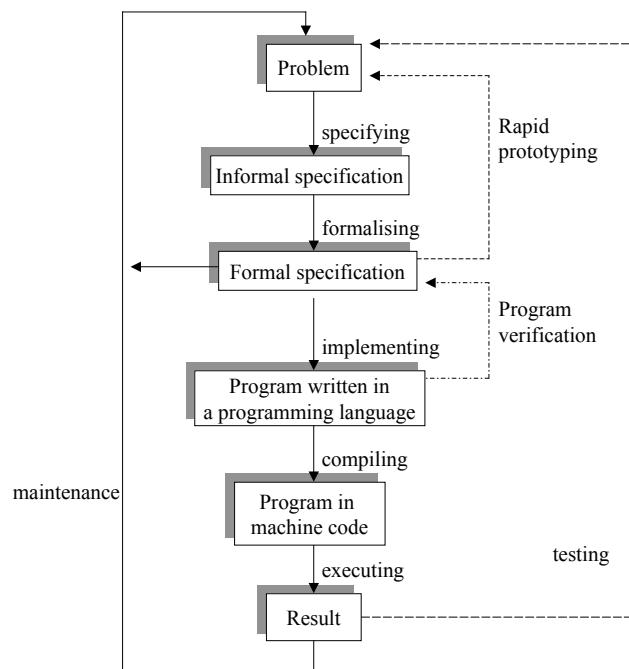 Problem
specifying
Rapid
prototyping
Informal specification
formalising
Formal specification
Program
verification
implementing
Program written in
a programming language
compiling
maintenance
Program in
machine code
testing
executing
Result